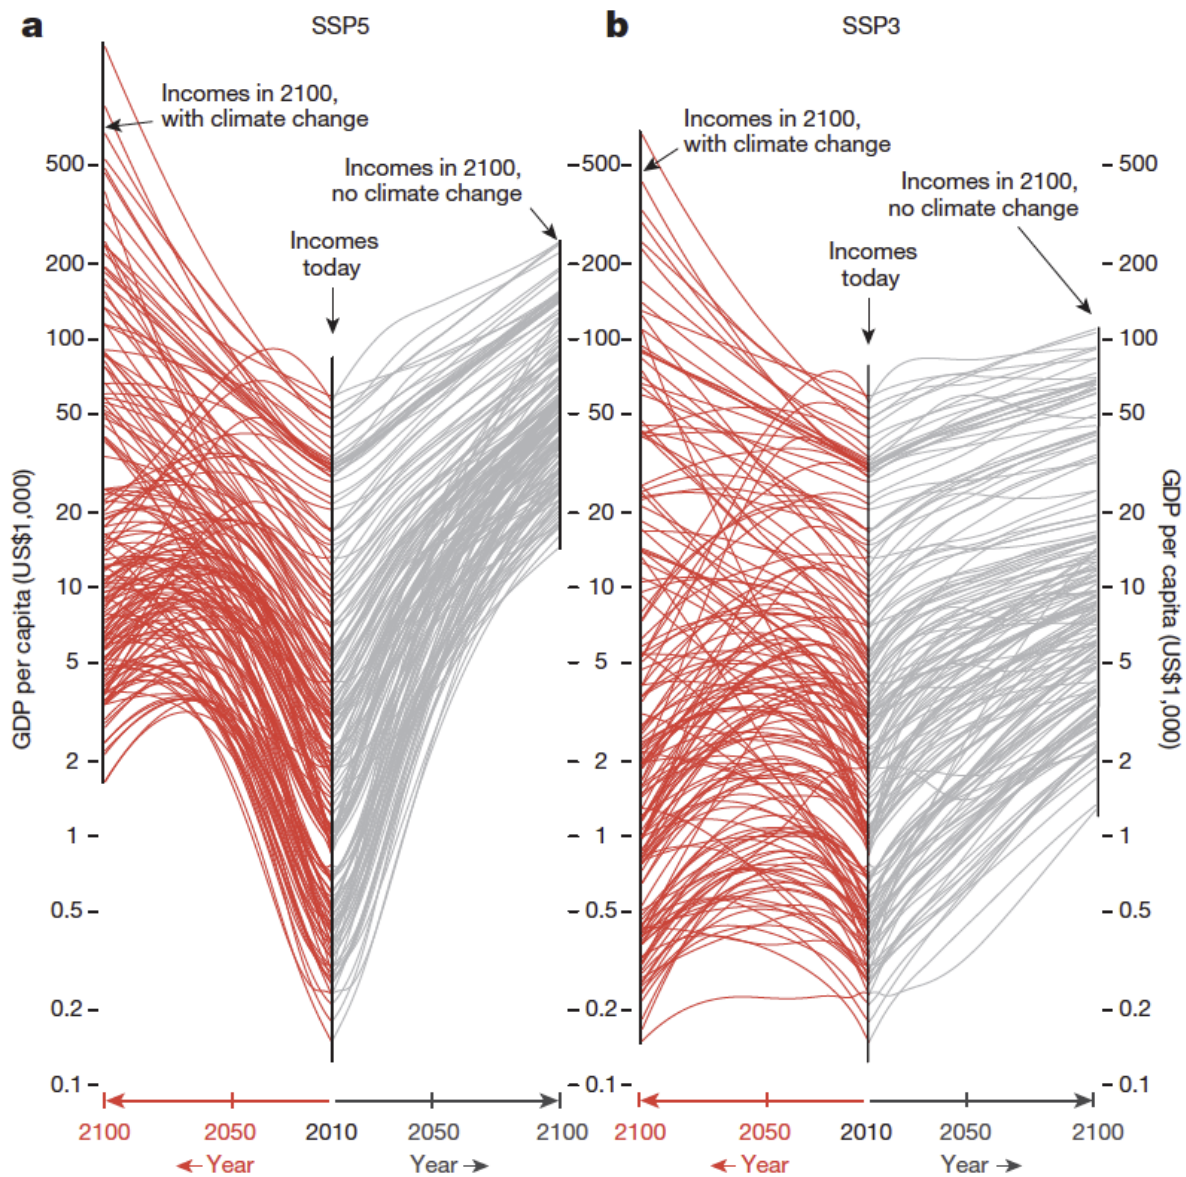 a
SSP5
b
SSP3
Incomes in 2100,
with climate change
Incomes in 2100,
no climate change
Incomes
today
Incomes in 2100,
with climate change
Incomes in 2100,
no climate change
Incomes
today
GDP per capita (US$1,000)
500
200
100
50
20
10
5
2
1
0.5
0.2
0.1
500
200
100
50
20
10
5
2
1
0.5
0.2
0.1
500
200
100
50
20
10
5
2
1
0.5
0.2
0.1
GDP per capita (US$1,000)
2100 2050 2010 2050 2100
← Year Year →
2100 2050 2010 2050 2100
← Year Year →